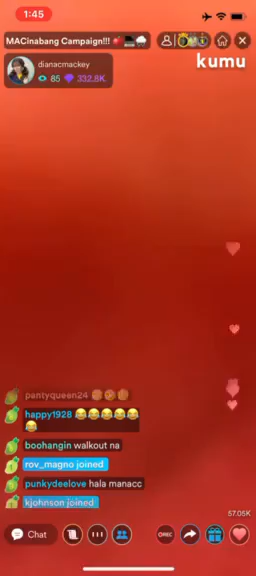 1:45
MACinabang Campaign!!!
dianacmackey
85 332.8K
kumu
pantyqueen24
happy1928
boohangin walkout na
rov_magno joined
punkydeelove hala manacc
kjohnson joined
57.05K
Chat
REC